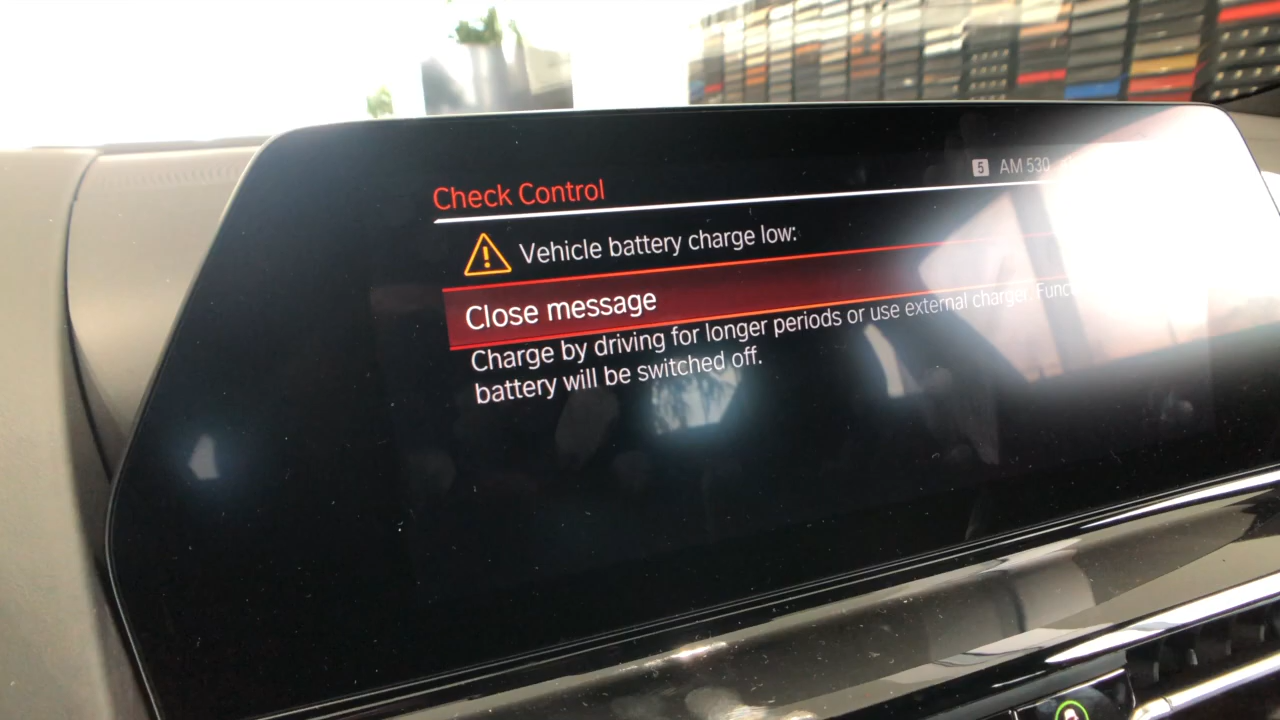 5 AM 530
Check Control
Vehicle battery charge low:
Close message
Charge by driving for longer periods or use external charger.
battery will be switched off.